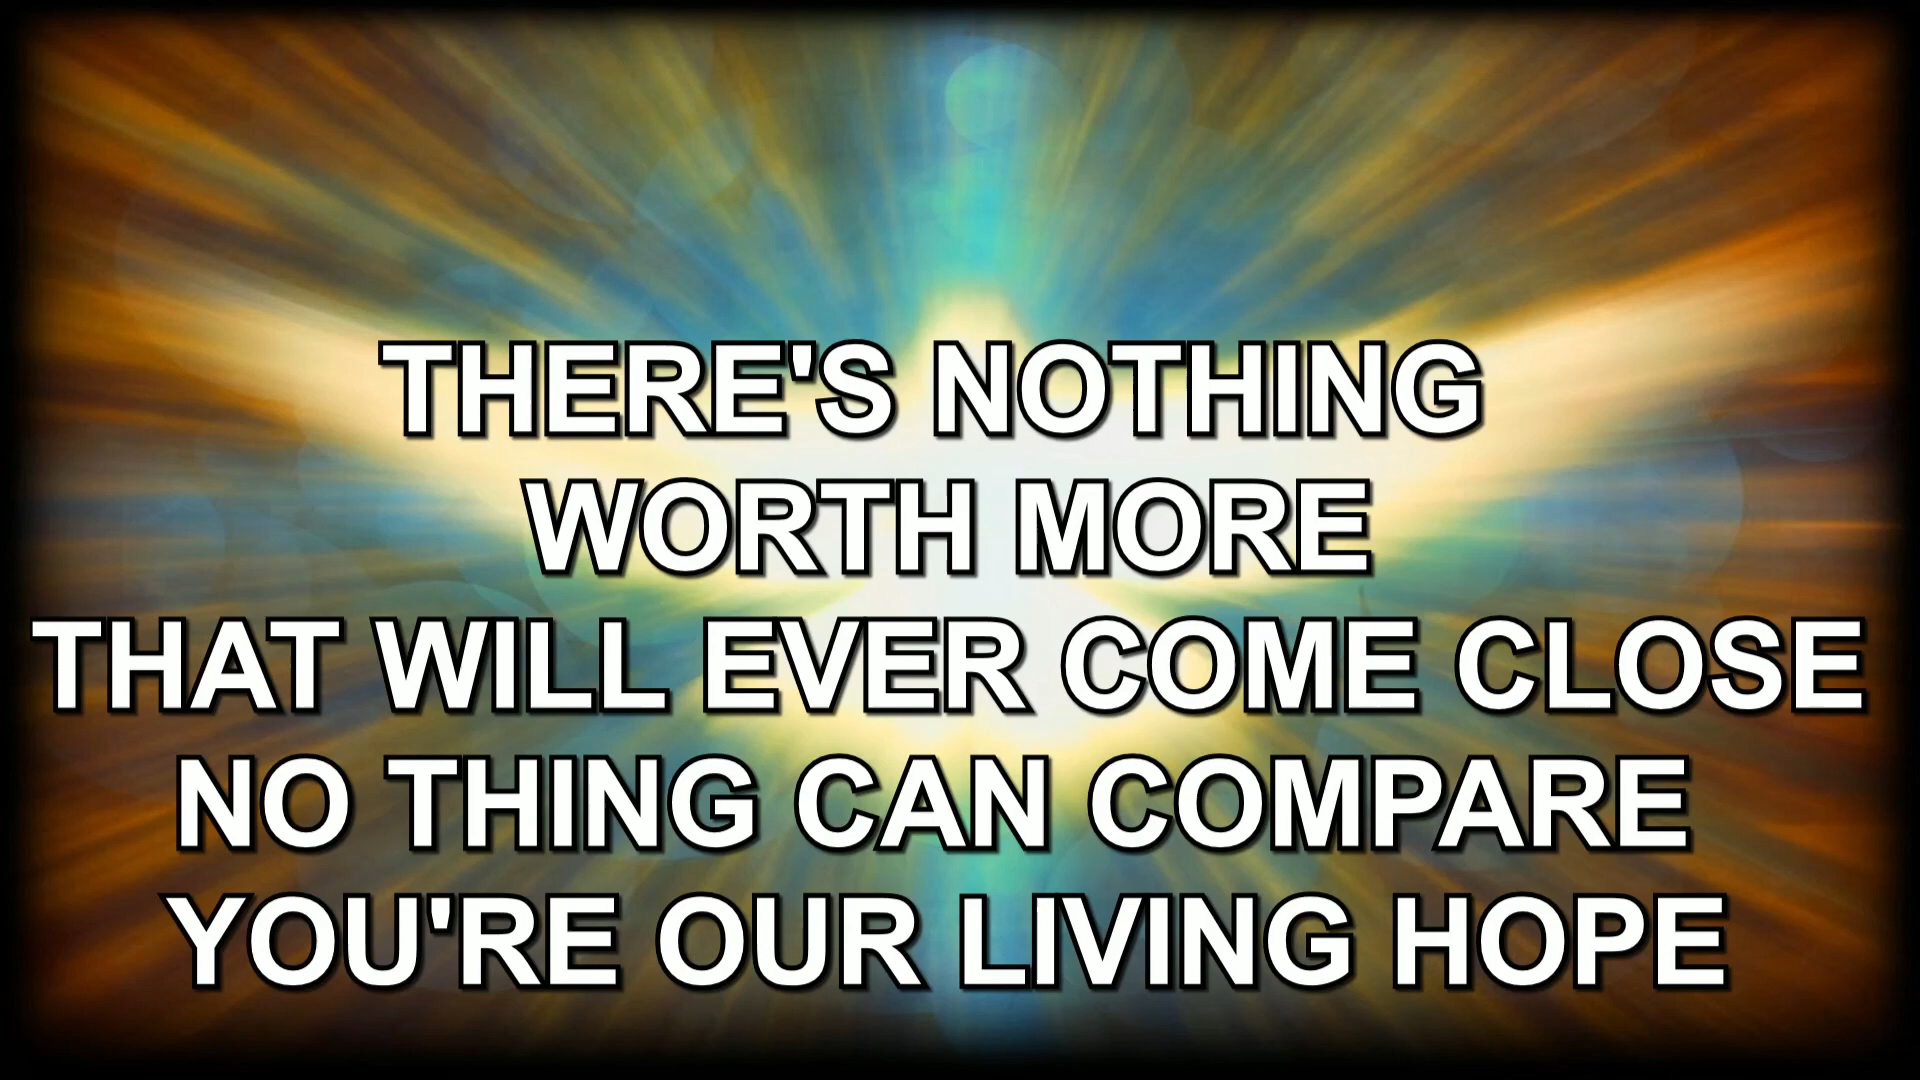 THERE'S NOTHING
WORTH MORE
THAT WILL EVER COME CLOSE
NO THING CAN COMPARE
YOU'RE OUR LIVING HOPE